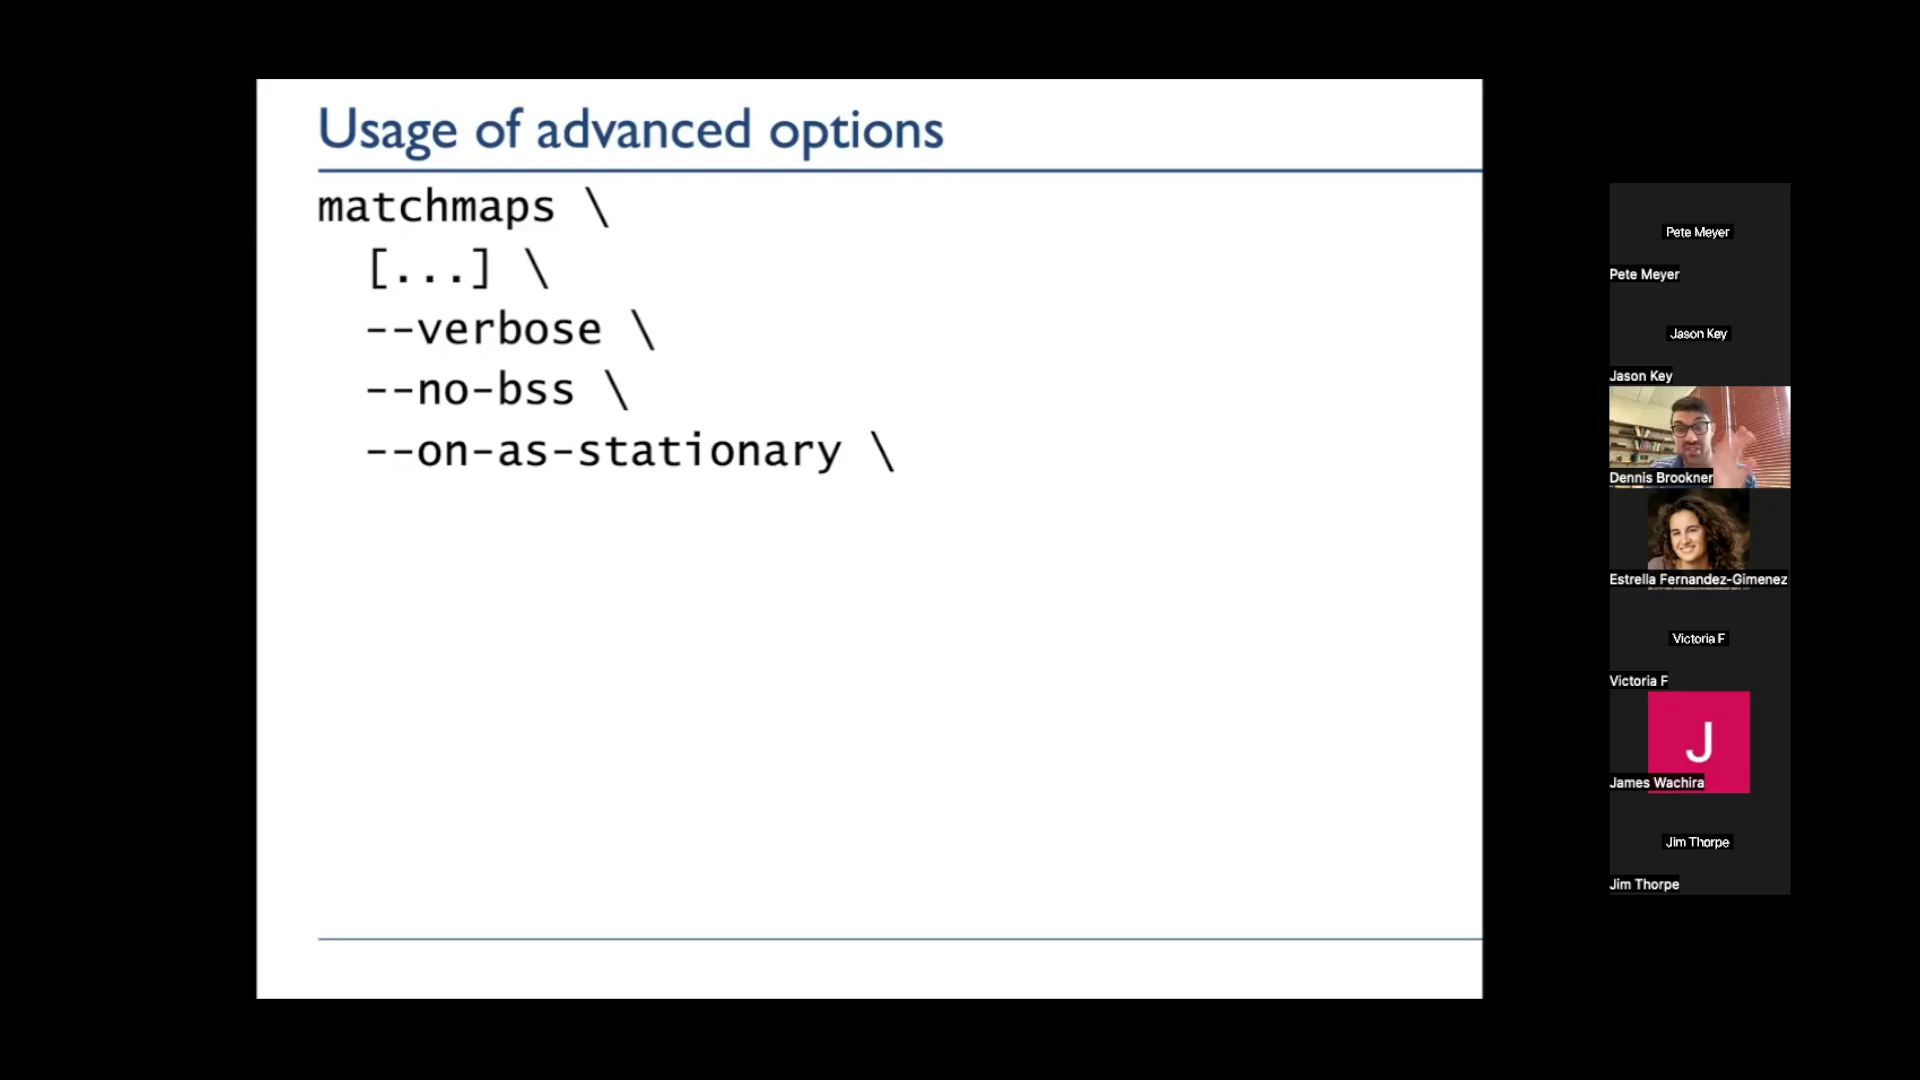 Usage of advanced options
matchmaps \
[...] \
--verbose \
--no-bss \
--on-as-stationary \
Pete Meyer
Pete Meyer
Jason Key
Jason Key
Dennis Brookner
Estrella Fernandez-Gimenez
Victoria F
Victoria F
J
James Wachira
Jim Thorpe
Jim Thorpe